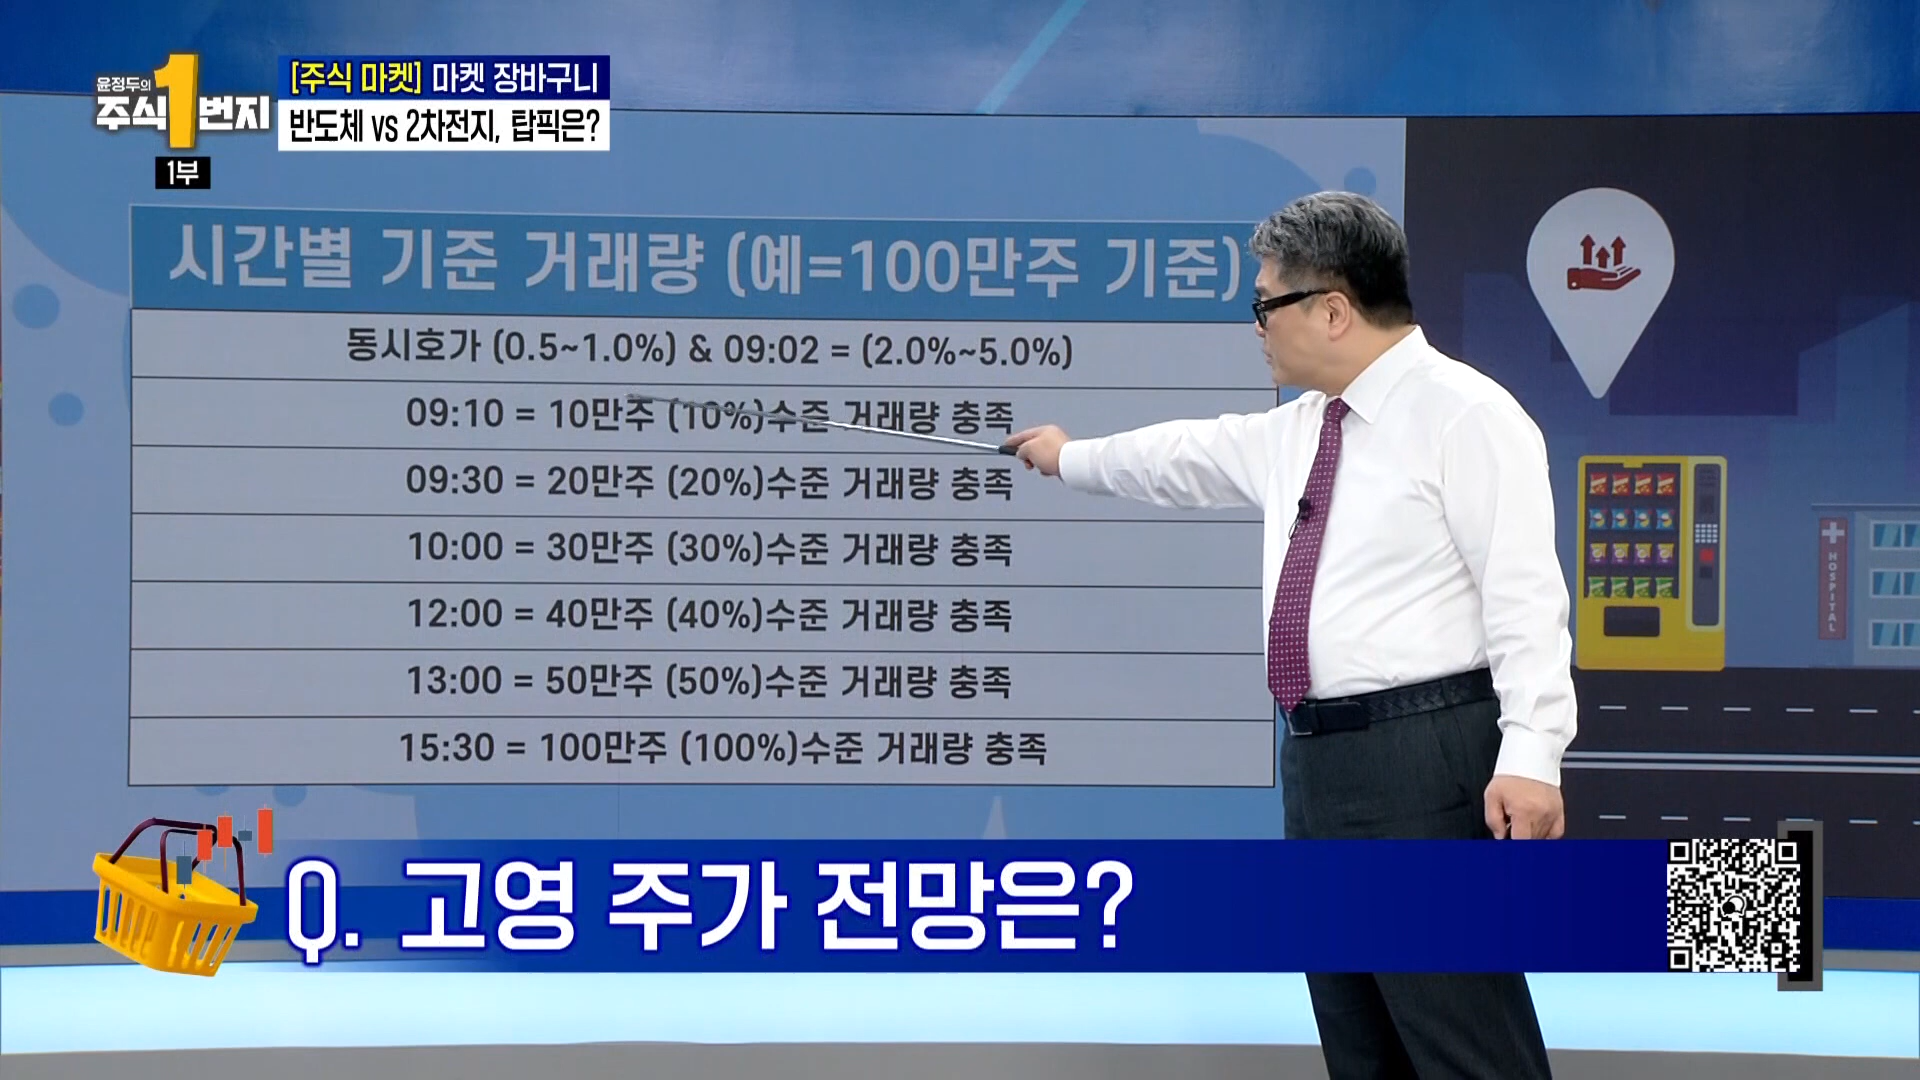 윤정두의
주식1번지
1부
[주식 마켓] 마켓 장바구니
반도체 vs 2차전지, 탑픽은?
시간별 기준 거래량 (예=100만주 기준)
동시호가 (0.5~1.0%) & 09:02 = (2.0%~5.0%)
09:10 = 10만주 (10%)수준 거래량 충족
09:30 = 20만주 (20%)수준 거래량 충족
10:00 = 30만주 (30%)수준 거래량 충족
12:00 = 40만주 (40%)수준 거래량 충족
13:00 = 50만주 (50%)수준 거래량 충족
15:30 = 100만주 (100%)수준 거래량 충족
HOSPITAL
Q. 고영 주가 전망은?